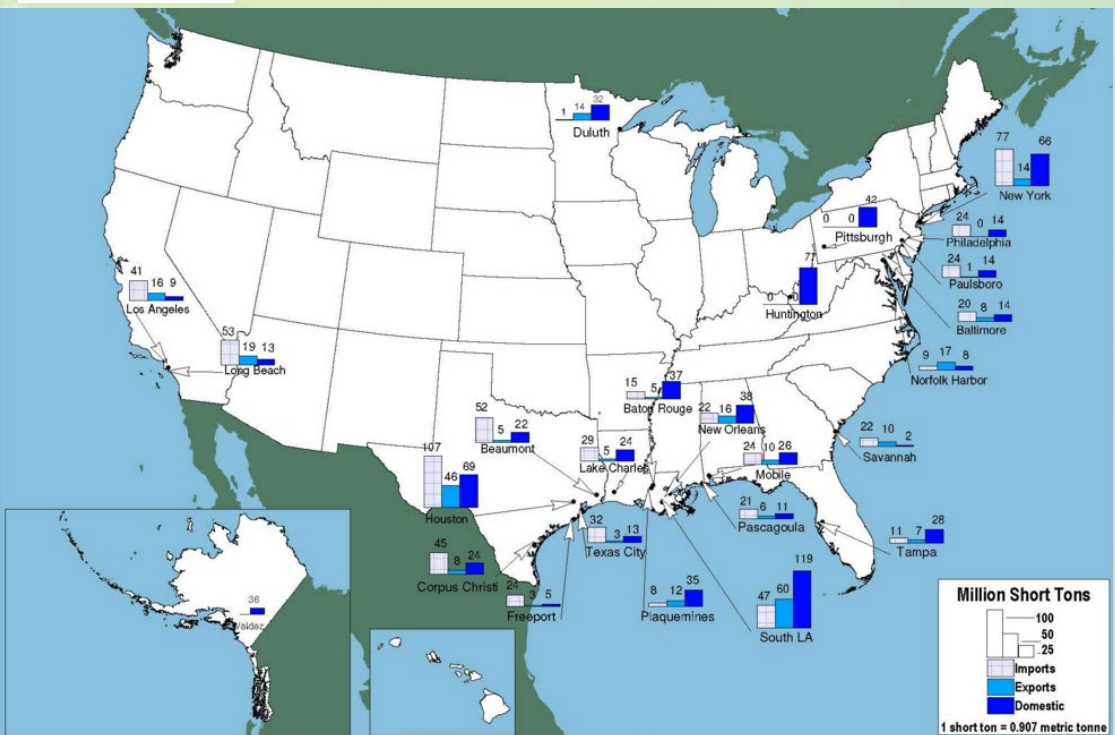 1 14 32
Duluth
77 14 66
New York
0 0 42
Pittsburgh
24 0 14
Philadelphia
24 1 14
Paulsboro
0 0 71
Huntington
20 8 14
Baltimore
41 16 9
Los Angeles
53 19 13
Long Beach
9 17 8
Norfolk Harbor
15 5 37
Baton Rouge
22 16 38
New Orleans
52 5 22
Beaumont
29 5 24
Lake Charles
24 10 26
Mobile
22 10 2
Savannah
107 46 69
Houston
21 6 11
Pascagoula
11 7 28
Tampa
32 3 13
Texas City
45 8 24
Corpus Christi
24 3 5
Freeport
8 12 35
Plaquemines
47 60 119
South LA
36
Valdez
Million Short Tons
100
50
25
Imports
Exports
Domestic
1 short ton = 0.907 metric tonne